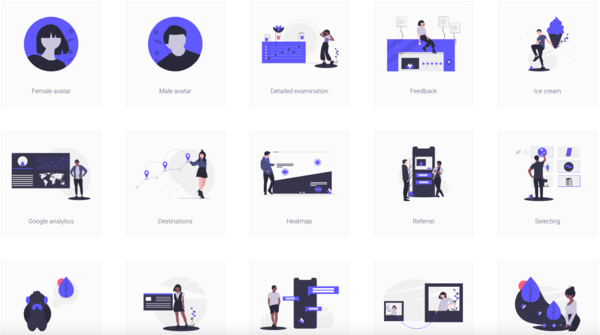 Female avatar
Male avatar
Detailed examination
Feedback
Ice cream
Google analytics
Destinations
Heatmap
Referral
Selecting